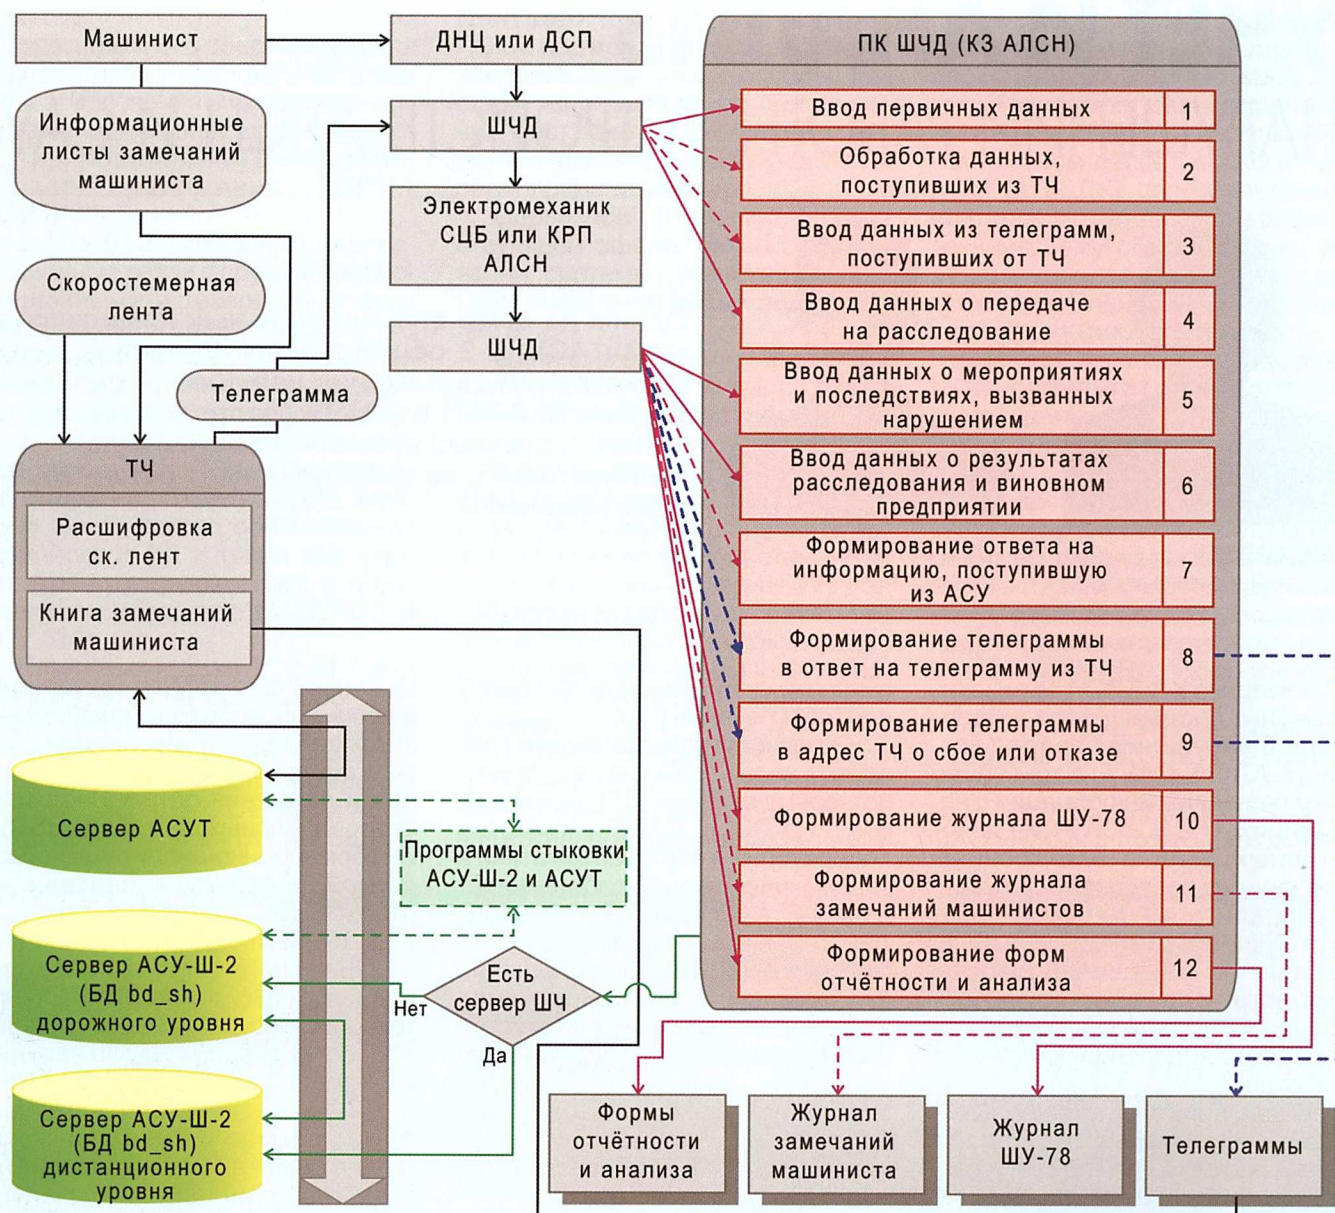 Машинист
ДНЦ или ДСП
ПК ШЧД (КЗ АЛСН)
Информационные
листы замечаний
машиниста
ШЧД
Электромеханик
СЦБ или КРП
АЛСН
Скоростемерная
лента
ШЧД
Телеграмма
ТЧ
Расшифровка
ск. лент
Книга замечаний
машиниста
Ввод первичных данных 1
Обработка данных,
поступивших из ТЧ 2
Ввод данных из телеграмм,
поступивших от ТЧ 3
Ввод данных о передаче
на расследование 4
Ввод данных о мероприятиях
и последствиях, вызванных
нарушением 5
Ввод данных о результатах
расследования и виновном
предприятии 6
Формирование ответа на
информацию, поступившую
из АСУ 7
Формирование телеграммы
в ответ на телеграмму из ТЧ 8
Формирование телеграммы
в адрес ТЧ о сбое или отказе 9
Формирование журнала ШУ-78 10
Формирование журнала
замечаний машинистов 11
Формирование форм
отчётности и анализа 12
Сервер АСУТ
Программы стыковки
АСУ-Ш-2 и АСУТ
Сервер АСУ-Ш-2
(БД bd_sh)
дорожного уровня
Есть
сервер ШЧ
Нет
Да
Сервер АСУ-Ш-2
(БД bd_sh)
дистанционного
уровня
Формы
отчётности
и анализа
Журнал
замечаний
машиниста
Журнал
ШУ-78
Телеграммы